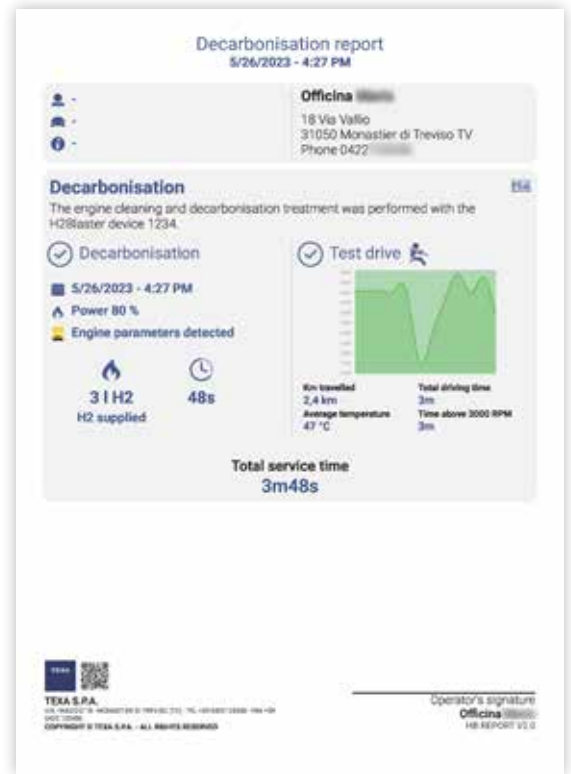 Decarbonisation report
5/26/2023 - 4:27 PM
-
-
-
Officina
18 Via Vallio
31050 Monastier di Treviso TV
Phone 0422
Decarbonisation
The engine cleaning and decarbonisation treatment was performed with the
H2Blaster device 1234.
Decarbonisation
5/26/2023 - 4:27 PM
Power 80 %
Engine parameters detected
3 l H2
H2 supplied
48s
Test drive
Km travelled
2,4 km
Total driving time
3m
Average temperature
47 °C
Time above 3000 RPM
3m
Total service time
3m48s
TEXA
TEXA S.P.A.
COPYRIGHT © TEXA S.P.A. - ALL RIGHTS RESERVED
Operator's signature
Officina
HB REPORT V2.0